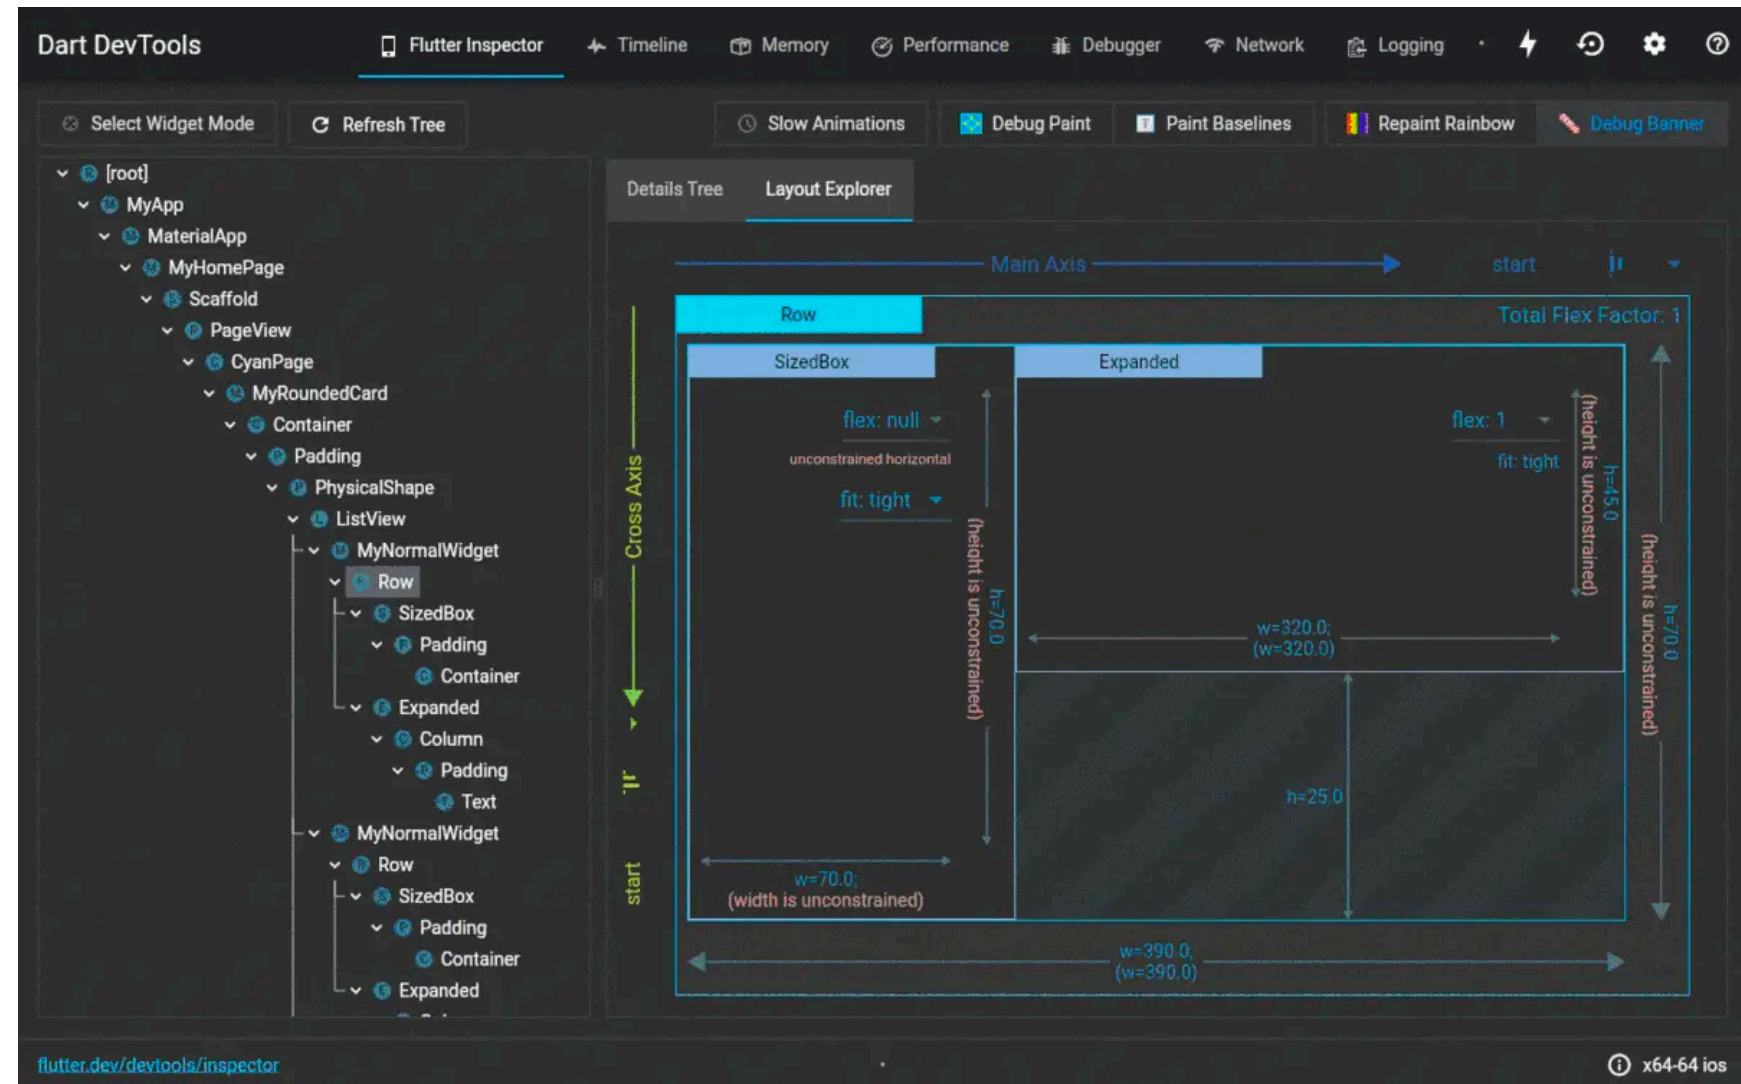 Dart DevTools
Flutter Inspector
Timeline
Memory
Performance
Debugger
Network
Logging
Select Widget Mode
Refresh Tree
Slow Animations
Debug Paint
Paint Baselines
Repaint Rainbow
Debug Banner
[root]
MyApp
MaterialApp
MyHomePage
Scaffold
PageView
CyanPage
MyRoundedCard
Container
Padding
PhysicalShape
ListView
MyNormalWidget
Row
SizedBox
Padding
Container
Expanded
Column
Padding
Text
MyNormalWidget
Row
SizedBox
Padding
Container
Expanded
Details Tree
Layout Explorer
Main Axis
start
Row
Total Flex Factor: 1
SizedBox
Expanded
flex: null
unconstrained horizontal
fit: tight
flex: 1
fit: tight
Cross Axis
start
h=70.0
(height is unconstrained)
w=70.0;
(width is unconstrained)
h=45.0
(height is unconstrained)
w=320.0;
(w=320.0)
h=25.0
h=70.0
(height is unconstrained)
w=390.0;
(w=390.0)
flutter.dev/devtools/inspector
x64-64 ios